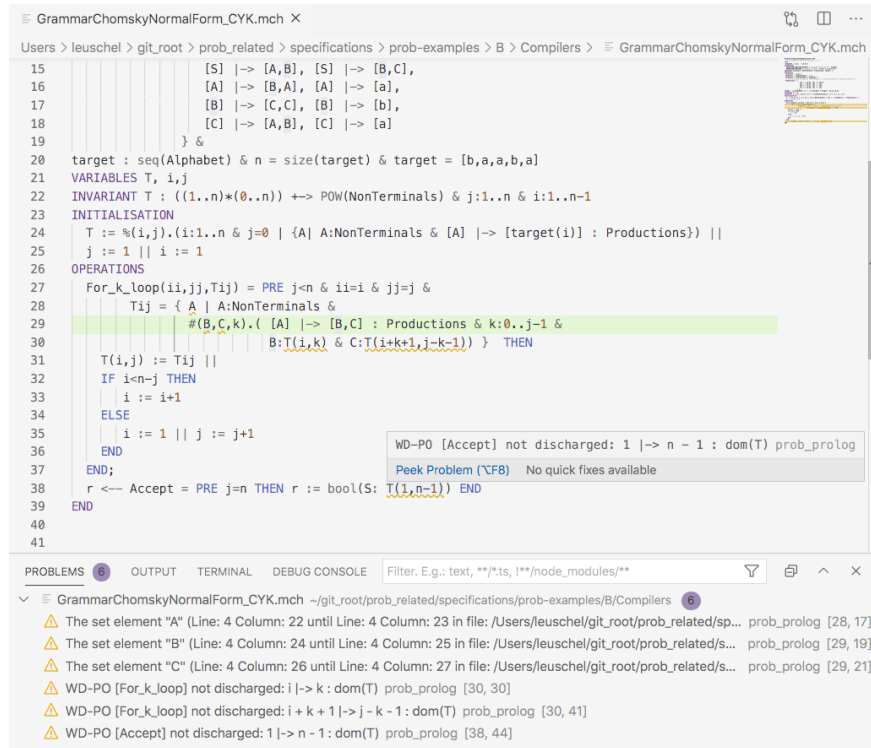 GrammarChomskyNormalForm_CYK.mch ×
Users > leuschel > git_root > prob_related > specifications > prob-examples > B > Compilers > GrammarChomskyNormalForm_CYK.mch
15 [S] |-> [A,B], [S] |-> [B,C],
16 [A] |-> [B,A], [A] |-> [a],
17 [B] |-> [C,C], [B] |-> [b],
18 [C] |-> [A,B], [C] |-> [a]
19 } &
20 target : seq(Alphabet) & n = size(target) & target = [b,a,a,b,a]
21 VARIABLES T, i,j
22 INVARIANT T : ((1..n)*(0..n)) +-> POW(NonTerminals) & j:1..n & i:1..n-1
23 INITIALISATION
24 T := %(i,j).(i:1..n & j=0 | {A| A:NonTerminals & [A] |-> [target(i)] : Productions}) ||
25 j := 1 || i := 1
26 OPERATIONS
27 For_k_loop(ii,jj,Tij) = PRE j<n & ii=i & jj=j &
28 Tij = { A | A:NonTerminals &
29 #(B,C,k).( [A] |-> [B,C] : Productions & k:0..j-1 &
30 B:T(i,k) & C:T(i+k+1,j-k-1)) } THEN
31 T(i,j) := Tij ||
32 IF i<n-j THEN
33 i := i+1
34 ELSE
35 i := 1 || j := j+1
36 END
37 END;
38 r <-- Accept = PRE j=n THEN r := bool(S: T(1,n-1)) END
39 END
40
41
WD-PO [Accept] not discharged: 1 |-> n - 1 : dom(T) prob_prolog
Peek Problem (⌥F8) No quick fixes available
PROBLEMS 6 OUTPUT TERMINAL DEBUG CONSOLE Filter. E.g.: text, **/*.ts, !**/node_modules/**
GrammarChomskyNormalForm_CYK.mch ~/git_root/prob_related/specifications/prob-examples/B/Compilers 6
The set element "A" (Line: 4 Column: 22 until Line: 4 Column: 23 in file: /Users/leuschel/git_root/prob_related/sp... prob_prolog [28, 17]
The set element "B" (Line: 4 Column: 24 until Line: 4 Column: 25 in file: /Users/leuschel/git_root/prob_related/s... prob_prolog [29, 19]
The set element "C" (Line: 4 Column: 26 until Line: 4 Column: 27 in file: /Users/leuschel/git_root/prob_related/s... prob_prolog [29, 21]
WD-PO [For_k_loop] not discharged: i |-> k : dom(T) prob_prolog [30, 30]
WD-PO [For_k_loop] not discharged: i + k + 1 |-> j - k - 1 : dom(T) prob_prolog [30, 41]
WD-PO [Accept] not discharged: 1 |-> n - 1 : dom(T) prob_prolog [38, 44]